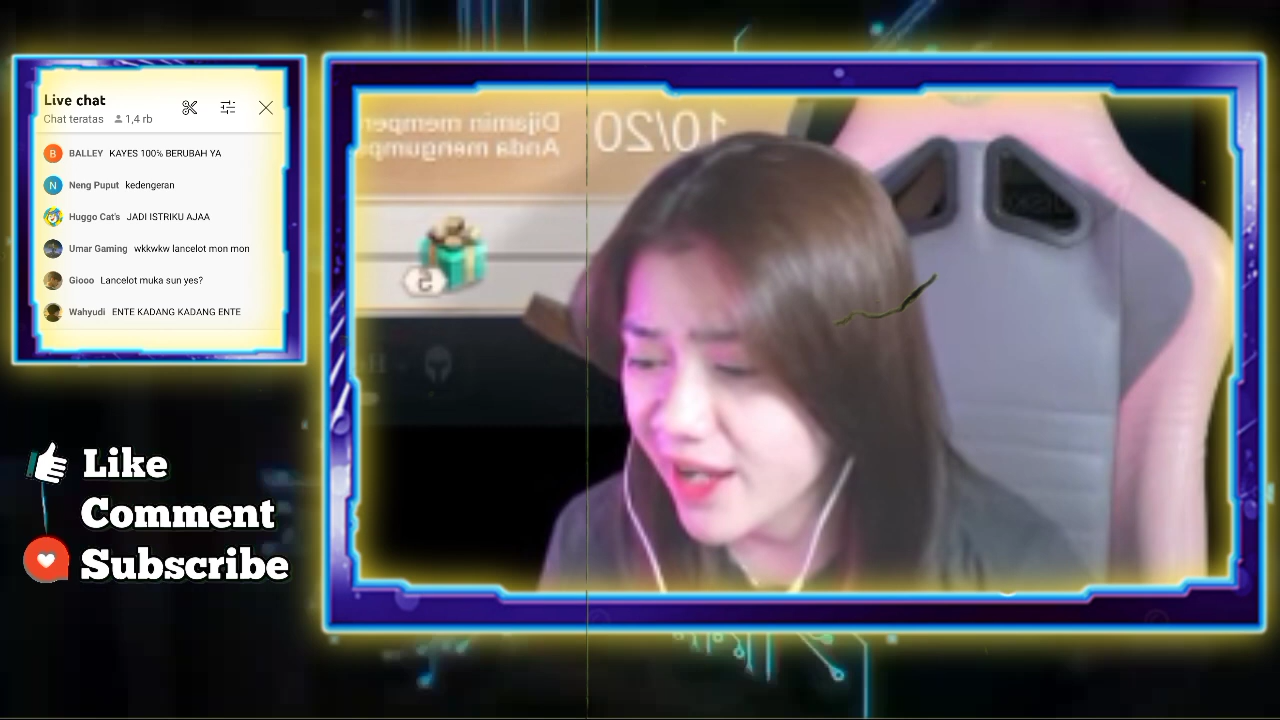 Live chat
Chat teratas 1,4 rb
B BALLEY KAYES 100% BERUBAH YA
N Neng Puput kedengeran
Huggo Cat's JADI ISTRIKU AJAA
Umar Gaming wkkwkw lancelot mon mon
Giooo Lancelot muka sun yes?
Wahyudi ENTE KADANG KADANG ENTE
Dijamin memper
Anda mengump
10/20
5
Like
Comment
Subscribe